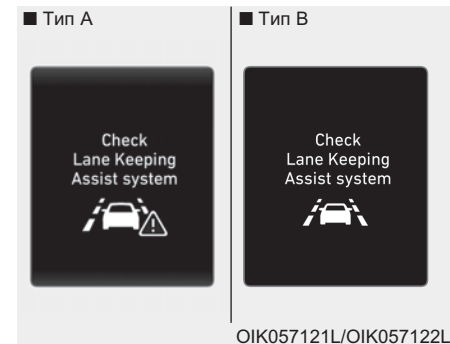 ■ Тип A
Check
Lane Keeping
Assist system
■ Тип B
Check
Lane Keeping
Assist system
OIK057121L/OIK057122L